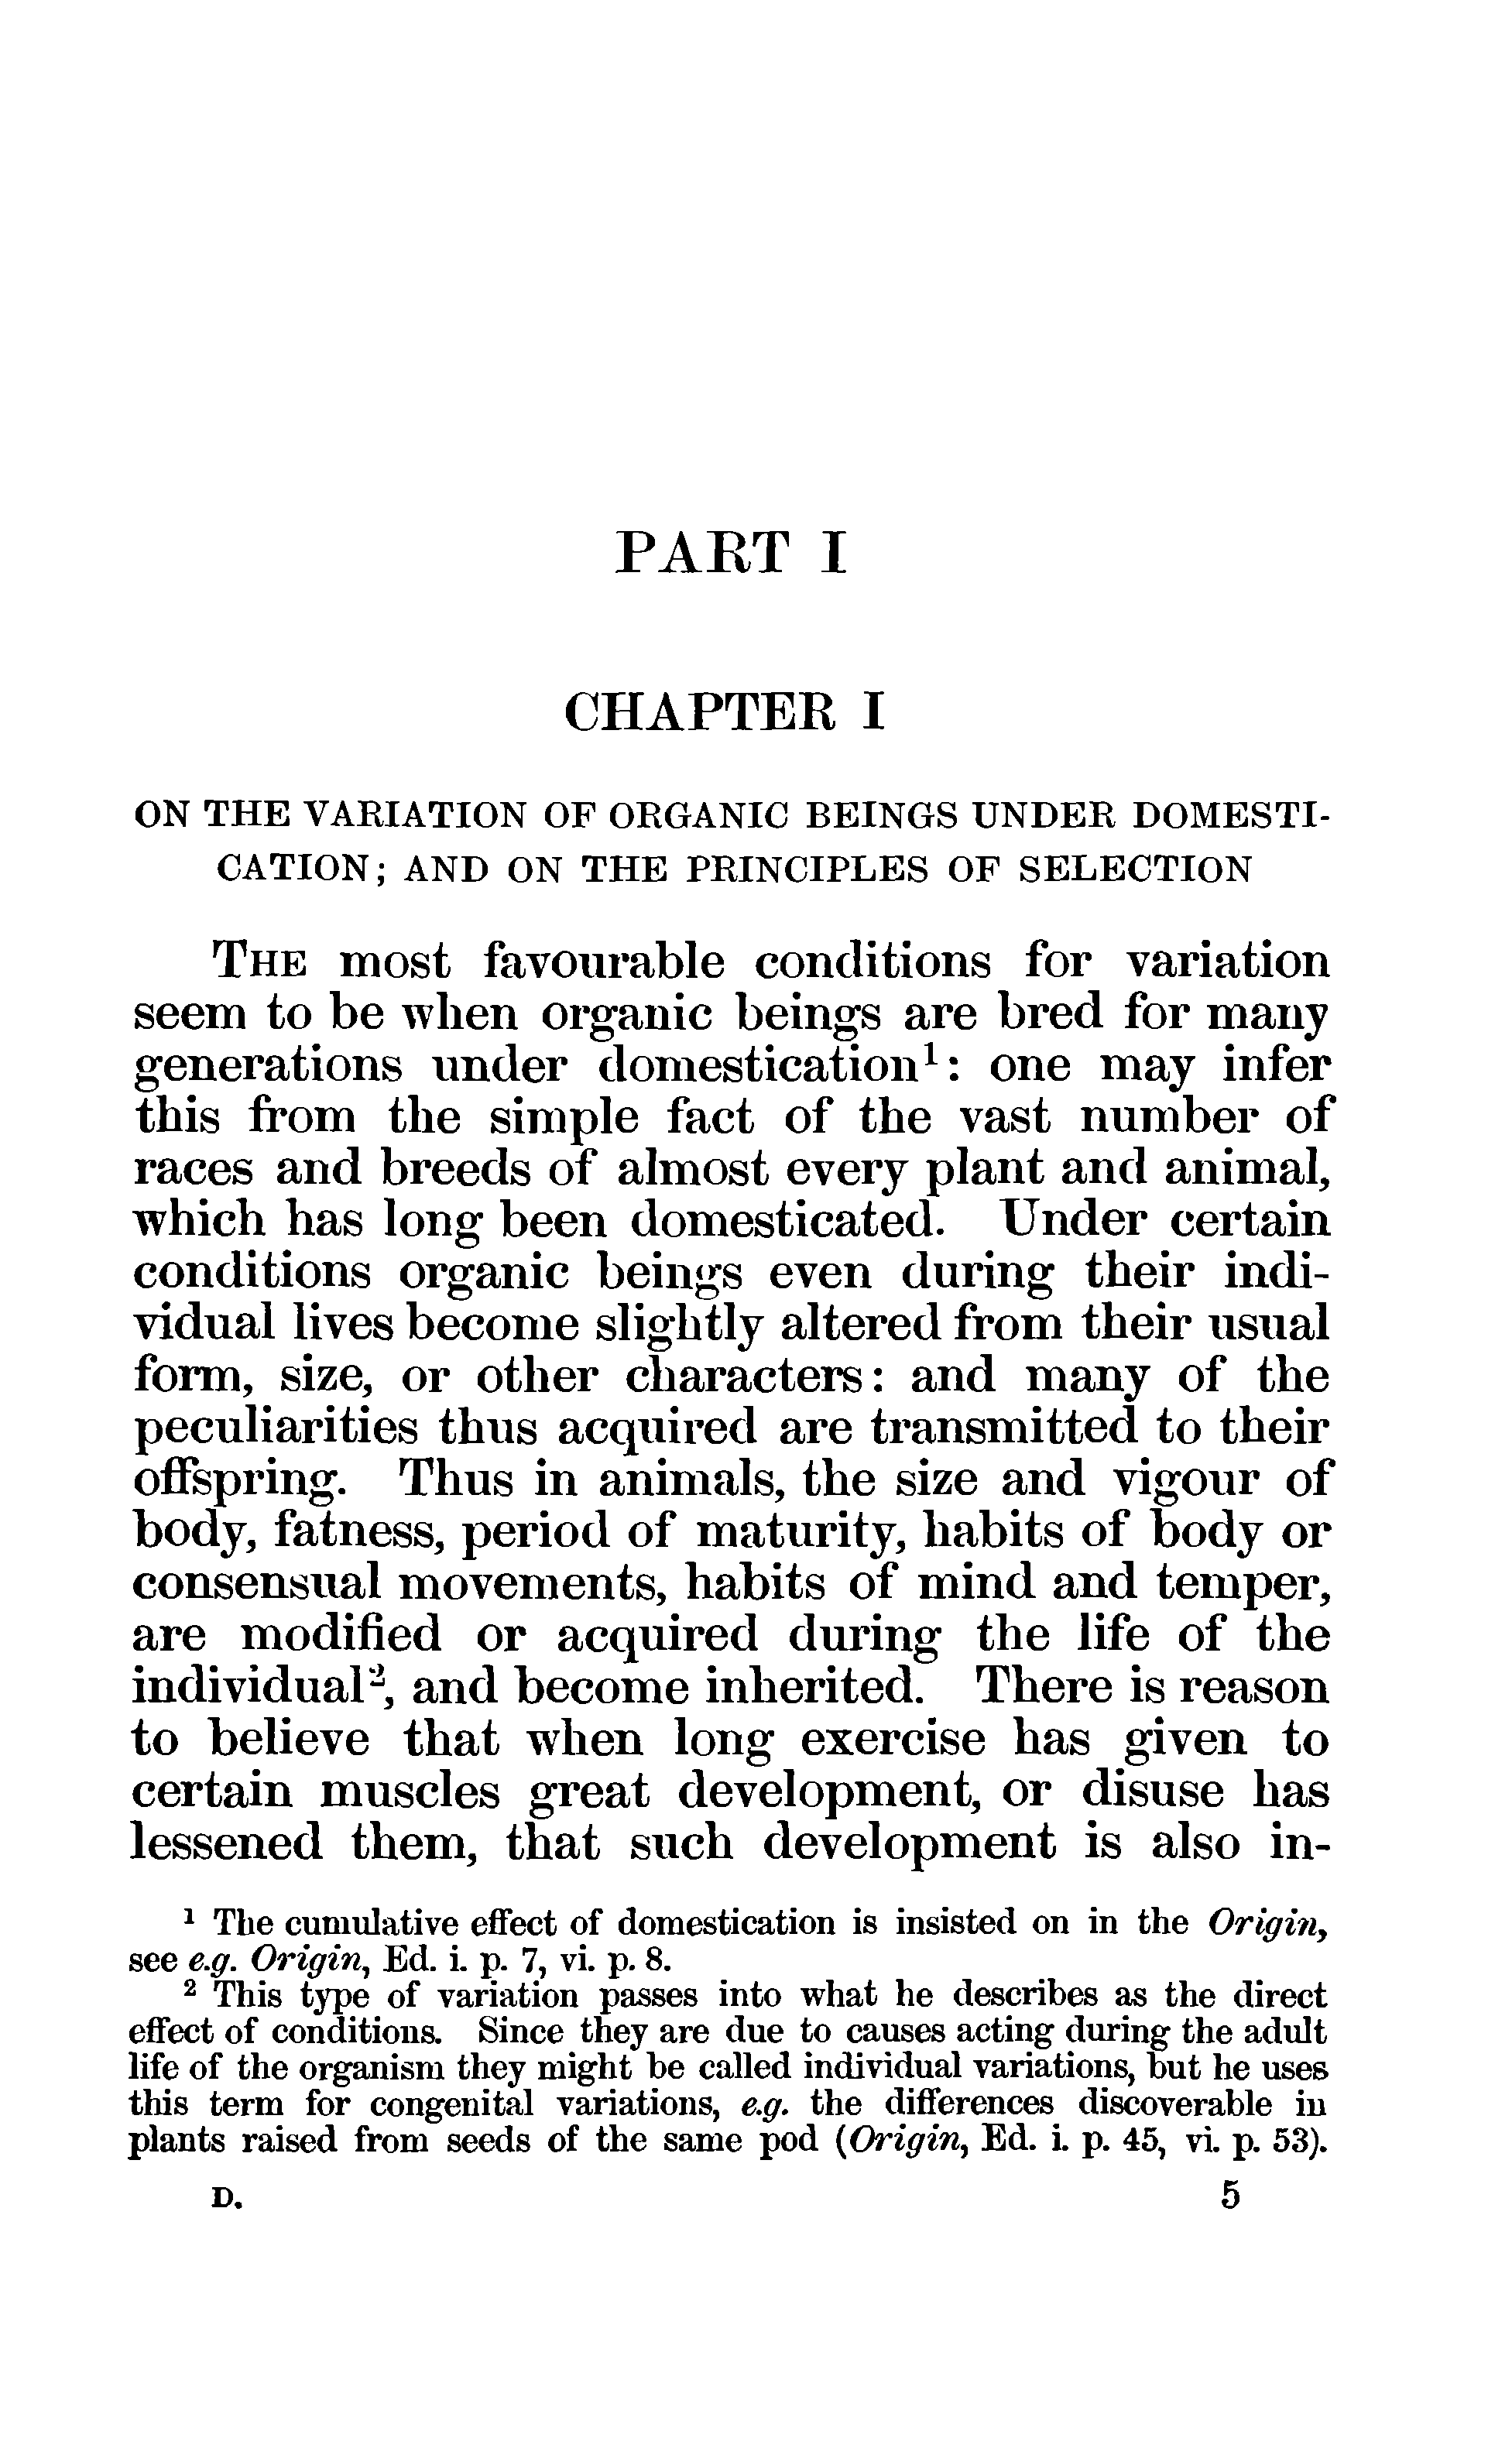 PART I
CHAPTER I
ON THE VARIATION OF ORGANIC BEINGS UNDER DOMESTI-
CATION; AND ON THE PRINCIPLES OF SELECTION
THE most favourable conditions for variation
seem to be when organic beings are bred for many
generations under domestication¹: one may infer
this from the simple fact of the vast number of
races and breeds of almost every plant and animal,
which has long been domesticated. Under certain
conditions organic beings even during their indi-
vidual lives become slightly altered from their usual
form, size, or other characters: and many of the
peculiarities thus acquired are transmitted to their
offspring. Thus in animals, the size and vigour of
body, fatness, period of maturity, habits of body or
consensual movements, habits of mind and temper,
are modified or acquired during the life of the
individual², and become inherited. There is reason
to believe that when long exercise has given to
certain muscles great development, or disuse has
lessened them, that such development is also in-
¹ The cumulative effect of domestication is insisted on in the Origin,
see e.g. Origin, Ed. i. p. 7, vi. p. 8.
² This type of variation passes into what he describes as the direct
effect of conditions. Since they are due to causes acting during the adult
life of the organism they might be called individual variations, but he uses
this term for congenital variations, e.g. the differences discoverable in
plants raised from seeds of the same pod (Origin, Ed. i. p. 45, vi. p. 53).
D. 5